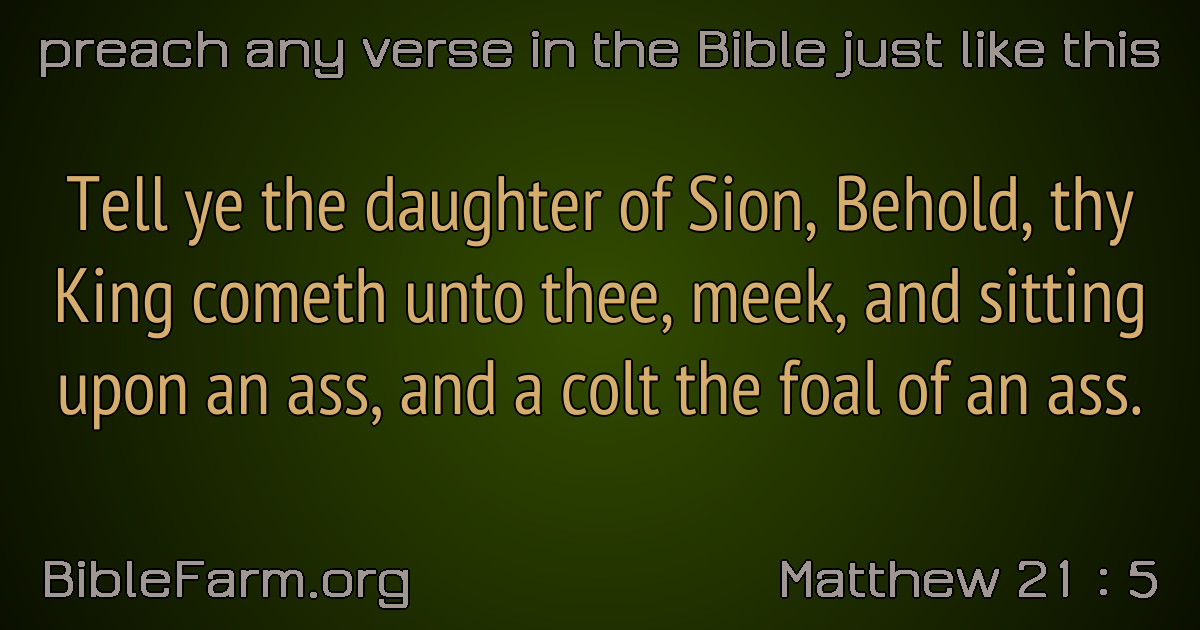 preach any verse in the Bible just like this
Tell ye the daughter of Sion, Behold, thy
King cometh unto thee, meek, and sitting
upon an ass, and a colt the foal of an ass.
BibleFarm.org
Matthew 21 : 5